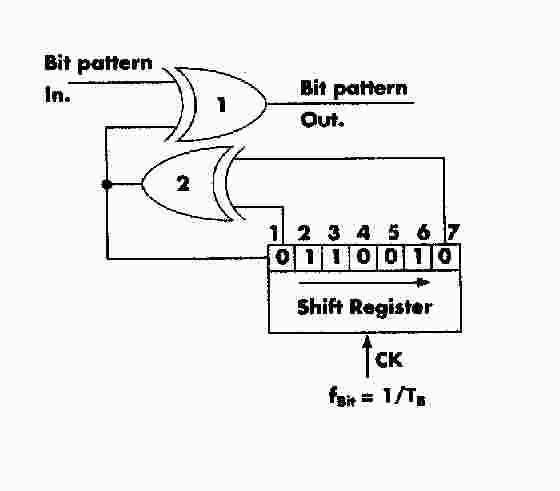 Bit pattern
In.
1
Bit pattern
Out.
2
1 2 3 4 5 6 7
0 1 1 0 0 1 0
Shift Register
CK
fBit = 1/TB